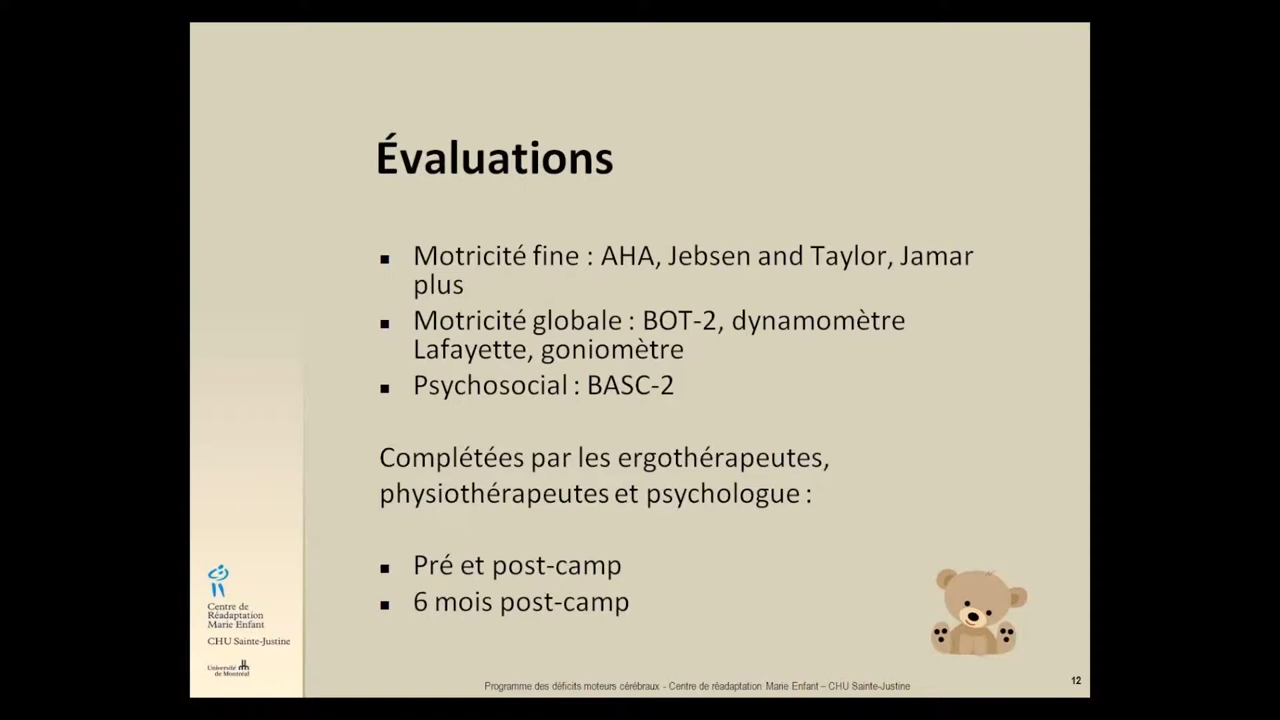 Évaluations
▪ Motricité fine : AHA, Jebsen and Taylor, Jamar
plus
▪ Motricité globale : BOT-2, dynamomètre
Lafayette, goniomètre
▪ Psychosocial : BASC-2
Complétées par les ergothérapeutes,
physiothérapeutes et psychologue :
▪ Pré et post-camp
▪ 6 mois post-camp
Centre de
Réadaptation
Marie Enfant
CHU Sainte-Justine
Université
de Montréal
Programme des déficits moteurs cérébraux - Centre de réadaptation Marie Enfant – CHU Sainte-Justine
12